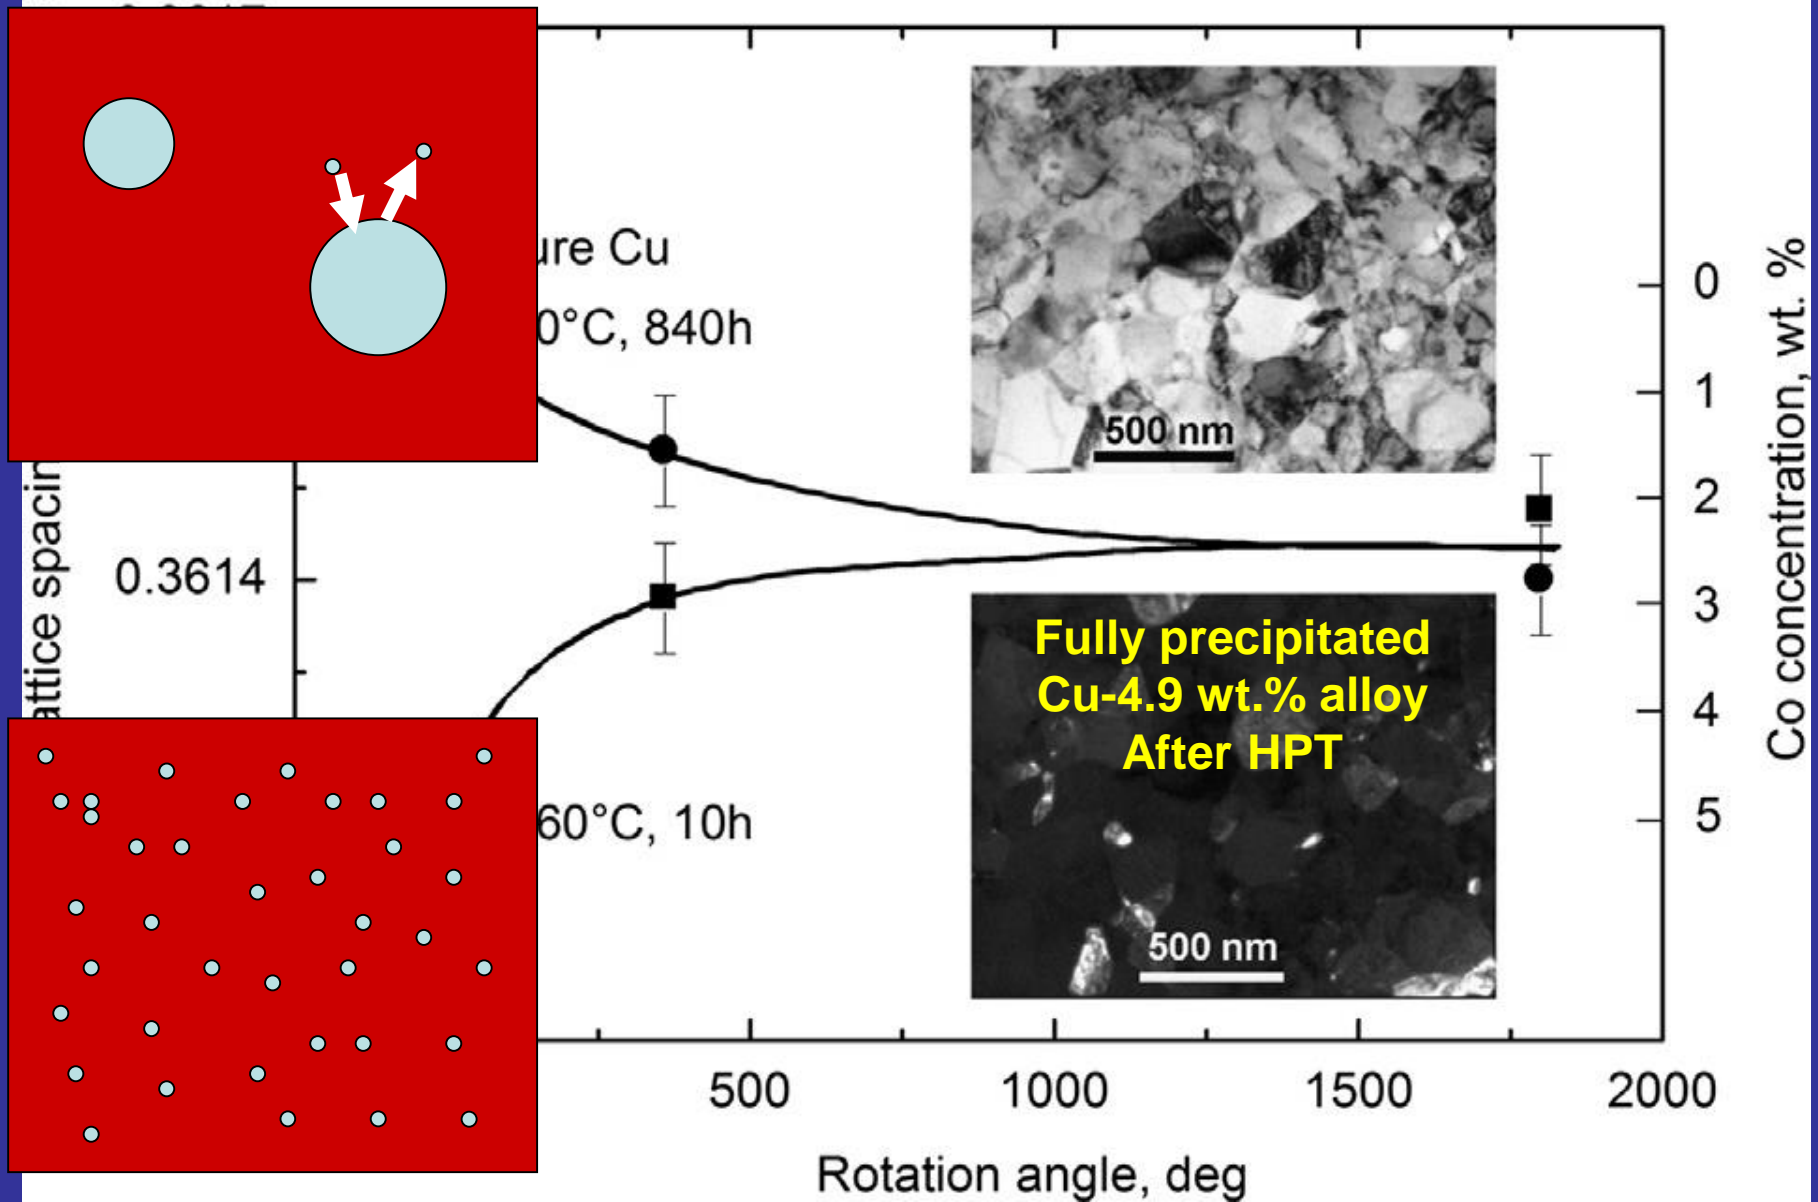 ure Cu
0°C, 840h
500 nm
0
1
2
3
4
5
Co concentration, wt. %
attice spacin
0.3614
Fully precipitated
Cu-4.9 wt.% alloy
After HPT
500 nm
60°C, 10h
500
1000
1500
2000
Rotation angle, deg